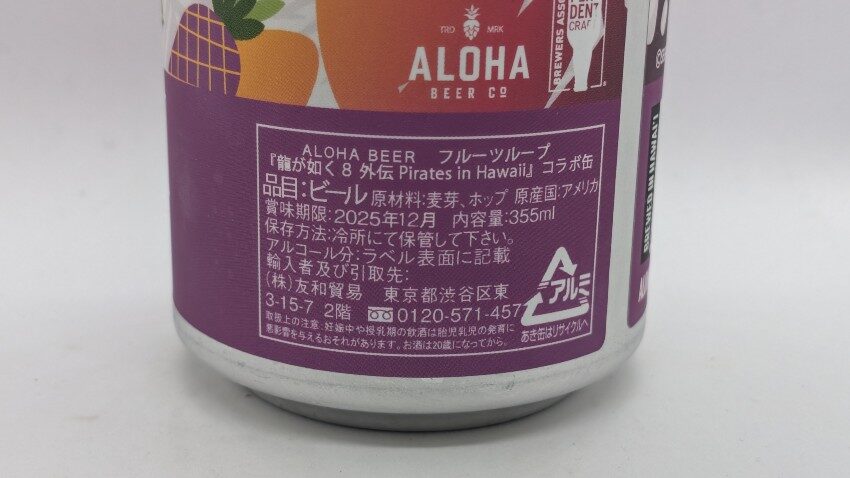 TRD MRK
ALOHA
BEER Cº
BREWERS ASSO
DENT
CRAFT
ALOHA BEER フルーツループ
『龍が如く８ 外伝 Pirates in Hawaii』コラボ缶
品目:ビール 原材料:麦芽、ホップ 原産国:アメリカ
賞味期限:2025年12月 内容量:355ml
保存方法:冷所にて保管して下さい。
アルコール分:ラベル表面に記載
輸入者及び引取先:
(株)友和貿易 東京都渋谷区東
3-15-7 2階 0120-571-457
取扱上の注意、妊娠中や授乳期の飲酒は胎児乳児の発育に
悪影響を与えるおそれがあります。お酒は20歳になってから。
アルミ
あき缶はリサイクルへ
BREWED IN HAWAI'I